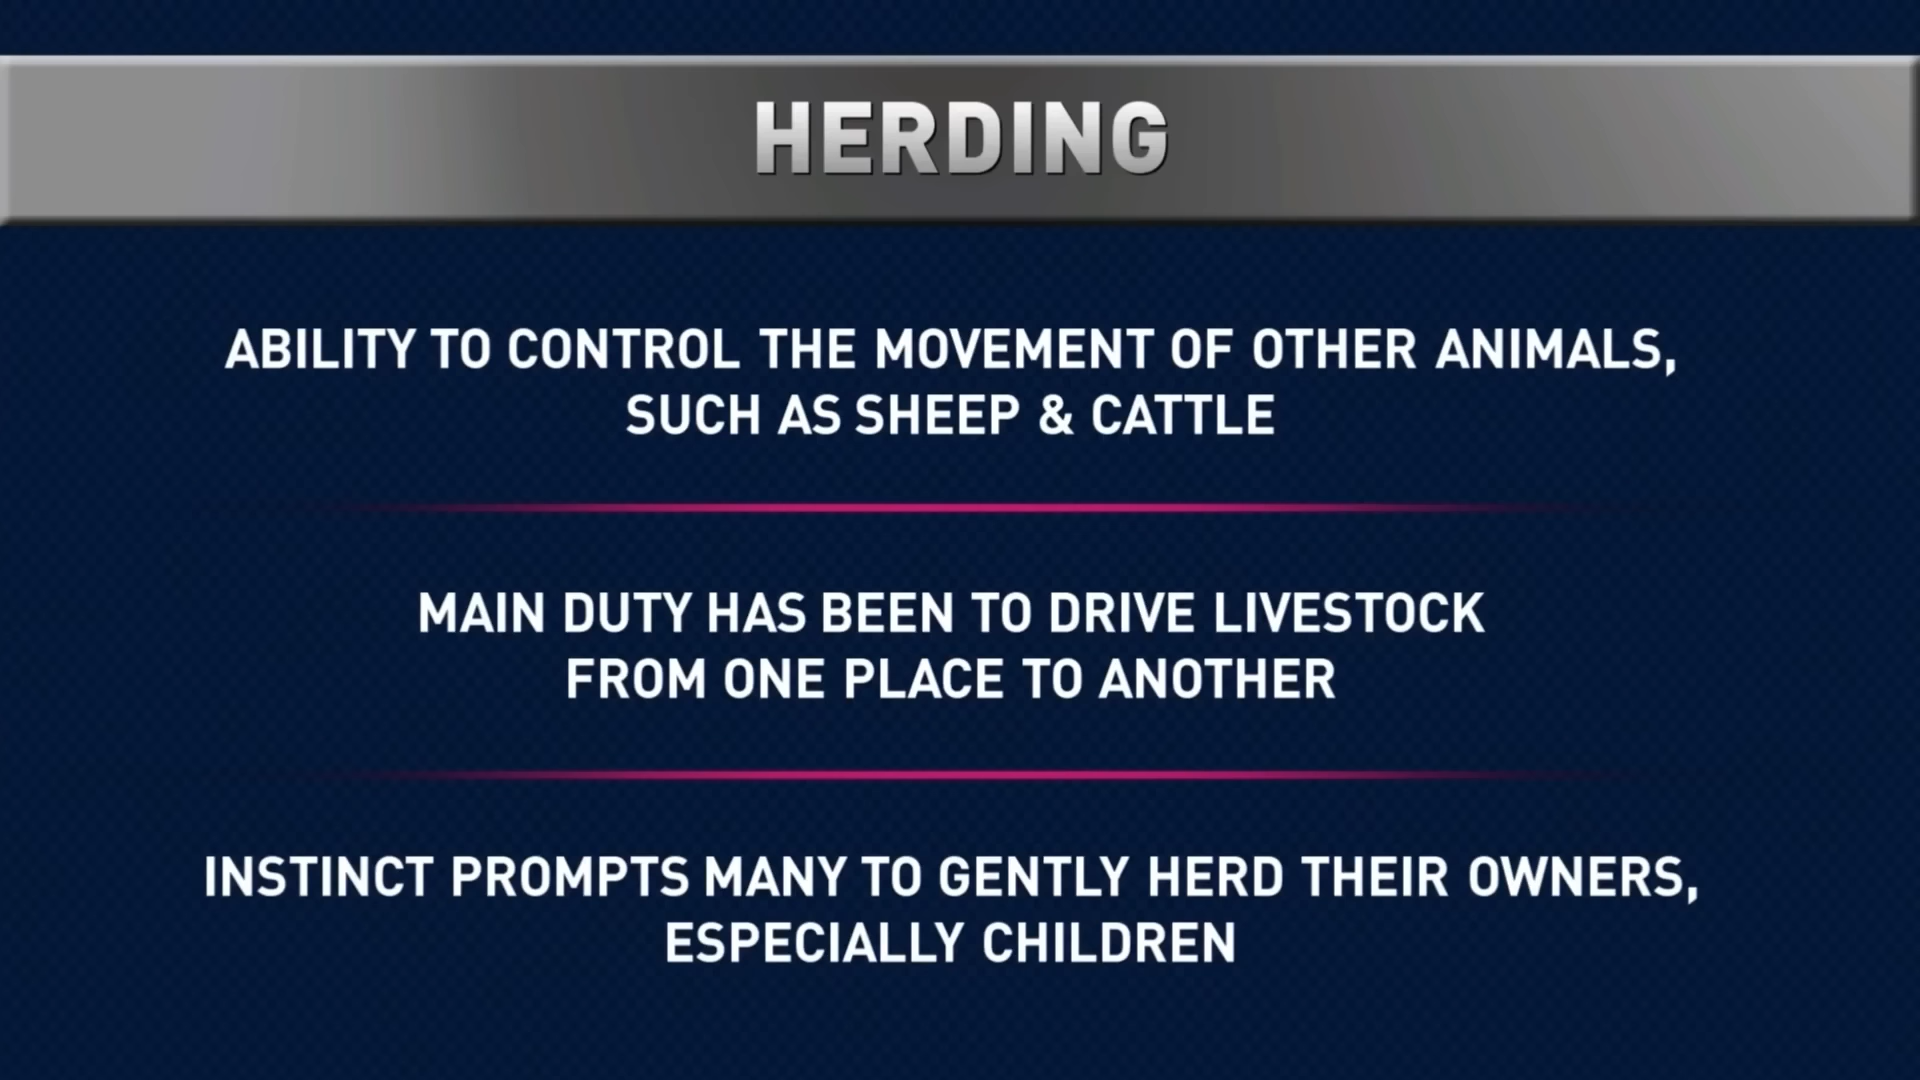 HERDING
ABILITY TO CONTROL THE MOVEMENT OF OTHER ANIMALS,
SUCH AS SHEEP & CATTLE
MAIN DUTY HAS BEEN TO DRIVE LIVESTOCK
FROM ONE PLACE TO ANOTHER
INSTINCT PROMPTS MANY TO GENTLY HERD THEIR OWNERS,
ESPECIALLY CHILDREN